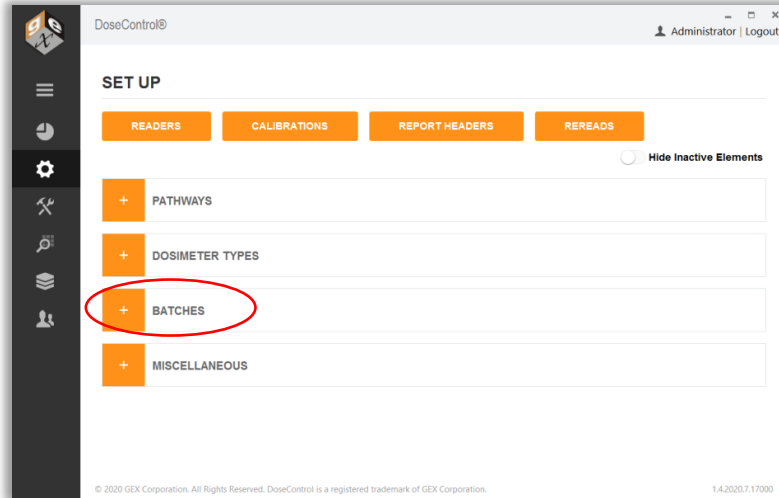 gex
DoseControl®
Administrator | Logout
SET UP
READERS
CALIBRATIONS
REPORT HEADERS
REREADS
Hide Inactive Elements
+ PATHWAYS
+ DOSIMETER TYPES
+ BATCHES
+ MISCELLANEOUS
© 2020 GEX Corporation. All Rights Reserved. DoseControl is a registered trademark of GEX Corporation.
1.4.2020.7.17000